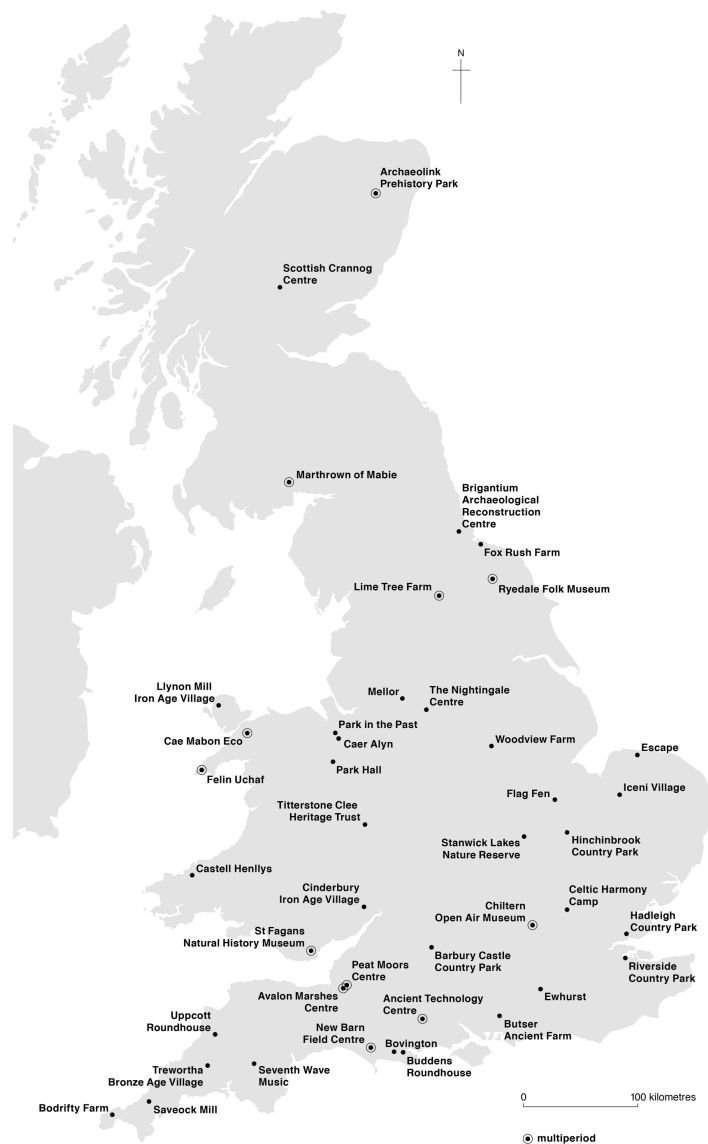 N
Archaeolink
Prehistory Park
Scottish Crannog
Centre
Marthrown of Mabie
Brigantium
Archaeological
Reconstruction
Centre
Fox Rush Farm
Lime Tree Farm
Ryedale Folk Museum
Llynon Mill
Iron Age Village
Mellor
The Nightingale
Centre
Cae Mabon Eco
Park in the Past
Caer Alyn
Woodview Farm
Escape
Felin Uchaf
Park Hall
Flag Fen
Iceni Village
Titterstone Clee
Heritage Trust
Stanwick Lakes
Nature Reserve
Hinchinbrook
Country Park
Castell Henllys
Cinderbury
Iron Age Village
Chiltern
Open Air Museum
Celtic Harmony
Camp
Hadleigh
Country Park
St Fagans
Natural History Museum
Barbury Castle
Country Park
Riverside
Country Park
Peat Moors
Centre
Avalon Marshes
Centre
Ancient Technology
Centre
Ewhurst
Uppcott
Roundhouse
New Barn
Field Centre
Bovington
Butser
Ancient Farm
Buddens
Roundhouse
Trewortha
Bronze Age Village
Seventh Wave
Music
Bodrifty Farm
Saveock Mill
0
100 kilometres
multiperiod